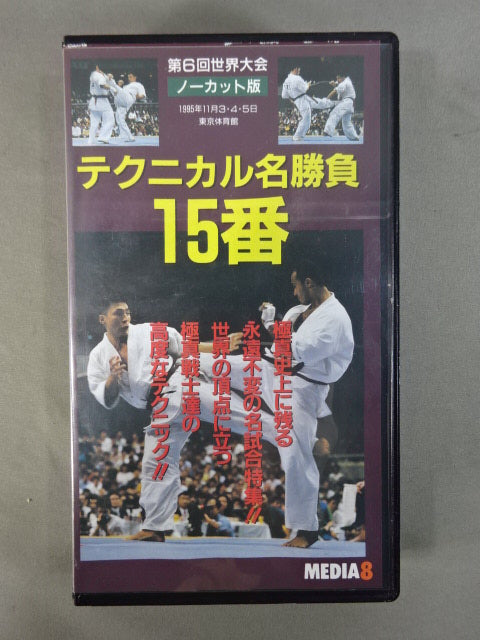 第6回世界大会
ノーカット版
1995年11月3・4・5日
東京体育館
テクニカル名勝負
15番
極真史上に残る
永遠不変の名試合特集!!
世界の頂点に立つ
極真戦士達の
高度なテクニック!!
MEDIA8